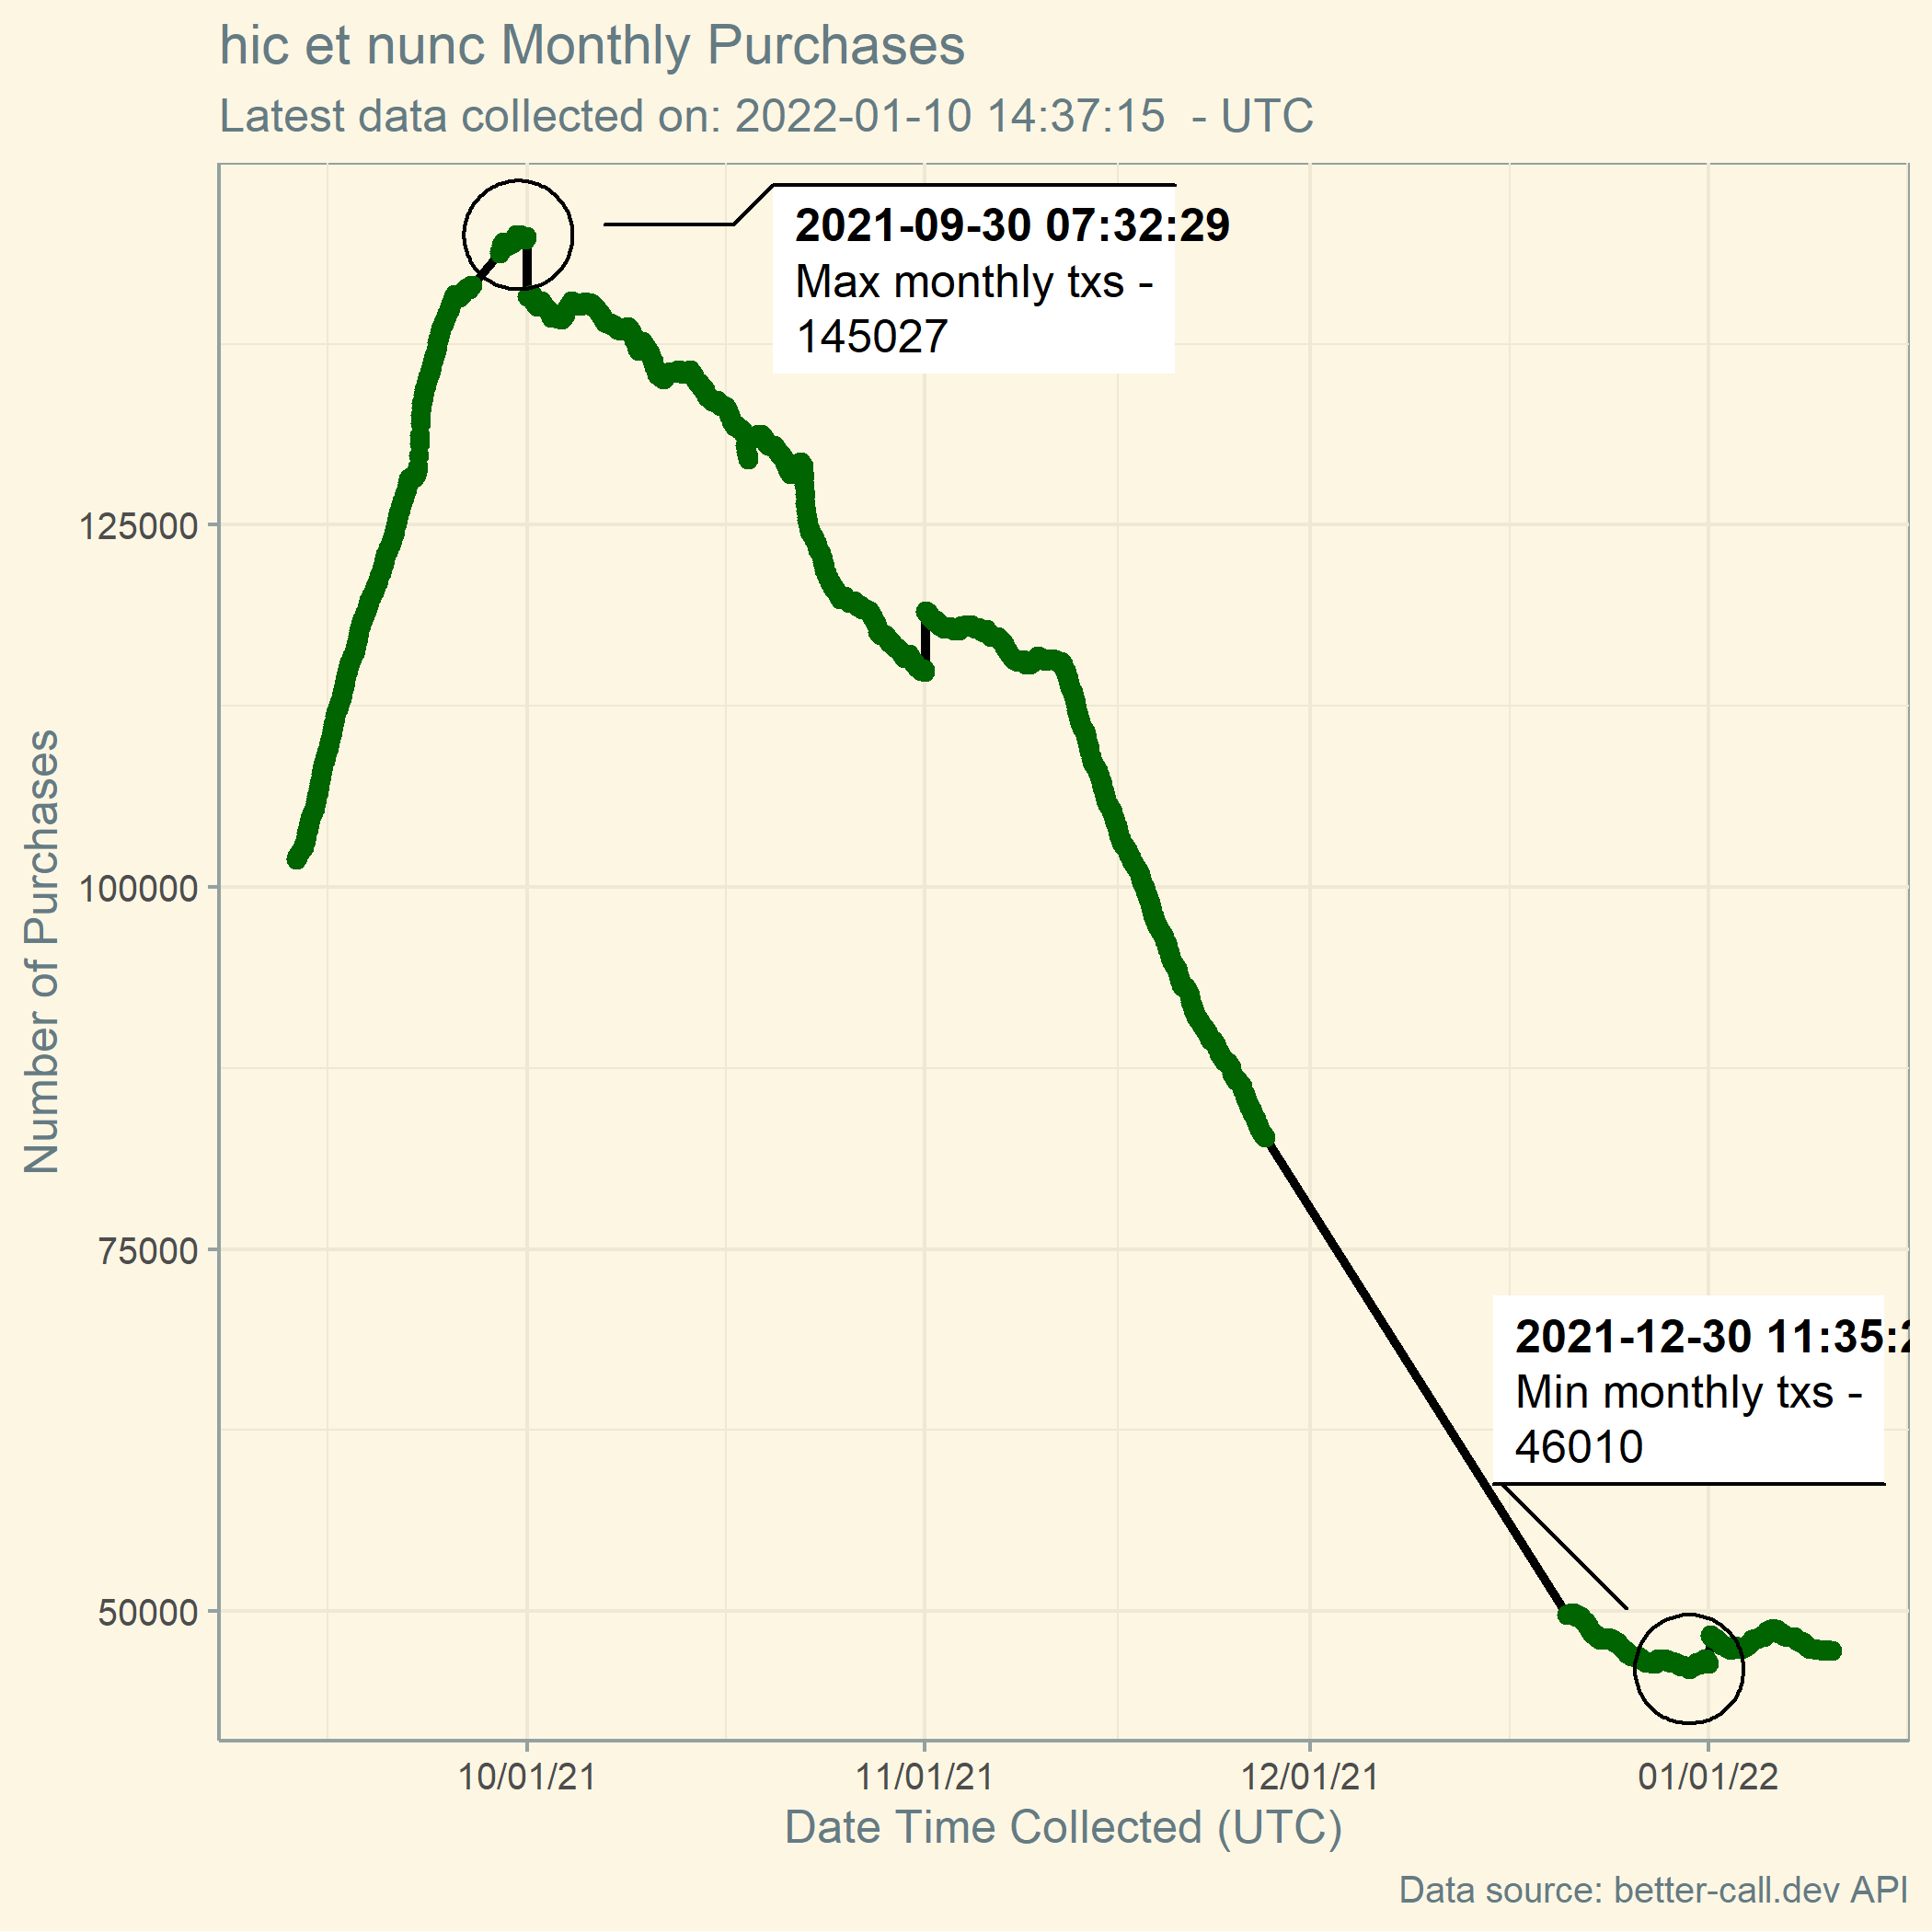 hic et nunc Monthly Purchases
Latest data collected on: 2022-01-10 14:37:15 - UTC
2021-09-30 07:32:29
Max monthly txs -
145027
125000
100000
75000
50000
Number of Purchases
2021-12-30 11:35:2
Min monthly txs -
46010
10/01/21
11/01/21
12/01/21
01/01/22
Date Time Collected (UTC)
Data source: better-call.dev API